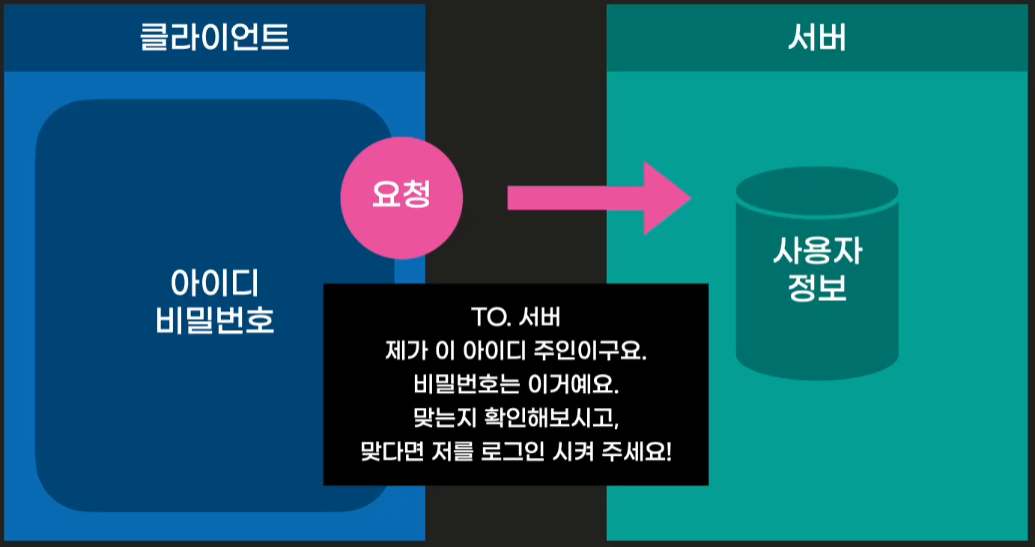 클라이언트
서버
요청
아이디
비밀번호
사용자
정보
TO. 서버
제가 이 아이디 주인이구요.
비밀번호는 이거예요.
맞는지 확인해보시고,
맞다면 저를 로그인 시켜 주세요!